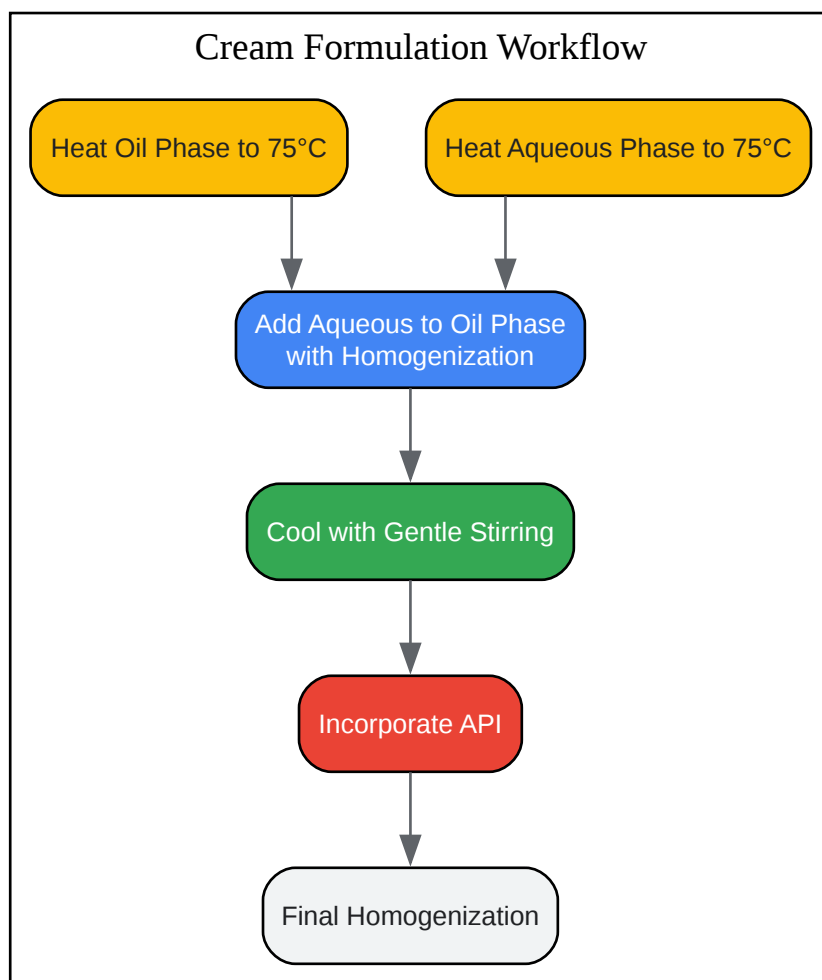 Cream Formulation Workflow
Heat Oil Phase to 75°C
Heat Aqueous Phase to 75°C
Add Aqueous to Oil Phase
with Homogenization
Cool with Gentle Stirring
Incorporate API
Final Homogenization